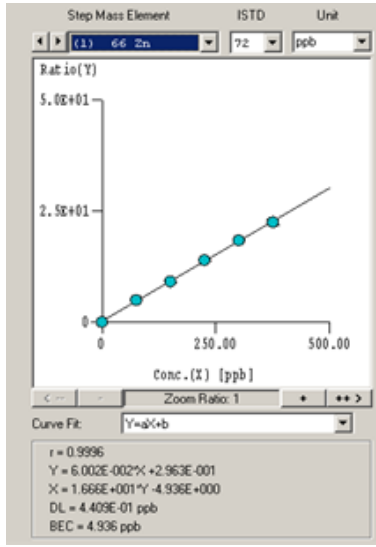 Step Mass Element ISTD Unit
(1) 66 Zn 72 ppb
Ratio(Y)
5.0E+01
2.5E+01
0
0 250.00 500.00
Conc.(X) [ppb]
< -- - Zoom Ratio: 1 + ++ >
Curve Fit: Y=aX+b
r = 0.9996
Y = 6.002E-002*X +2.963E-001
X = 1.666E+001*Y -4.936E+000
DL = 4.409E-01 ppb
BEC = 4.936 ppb